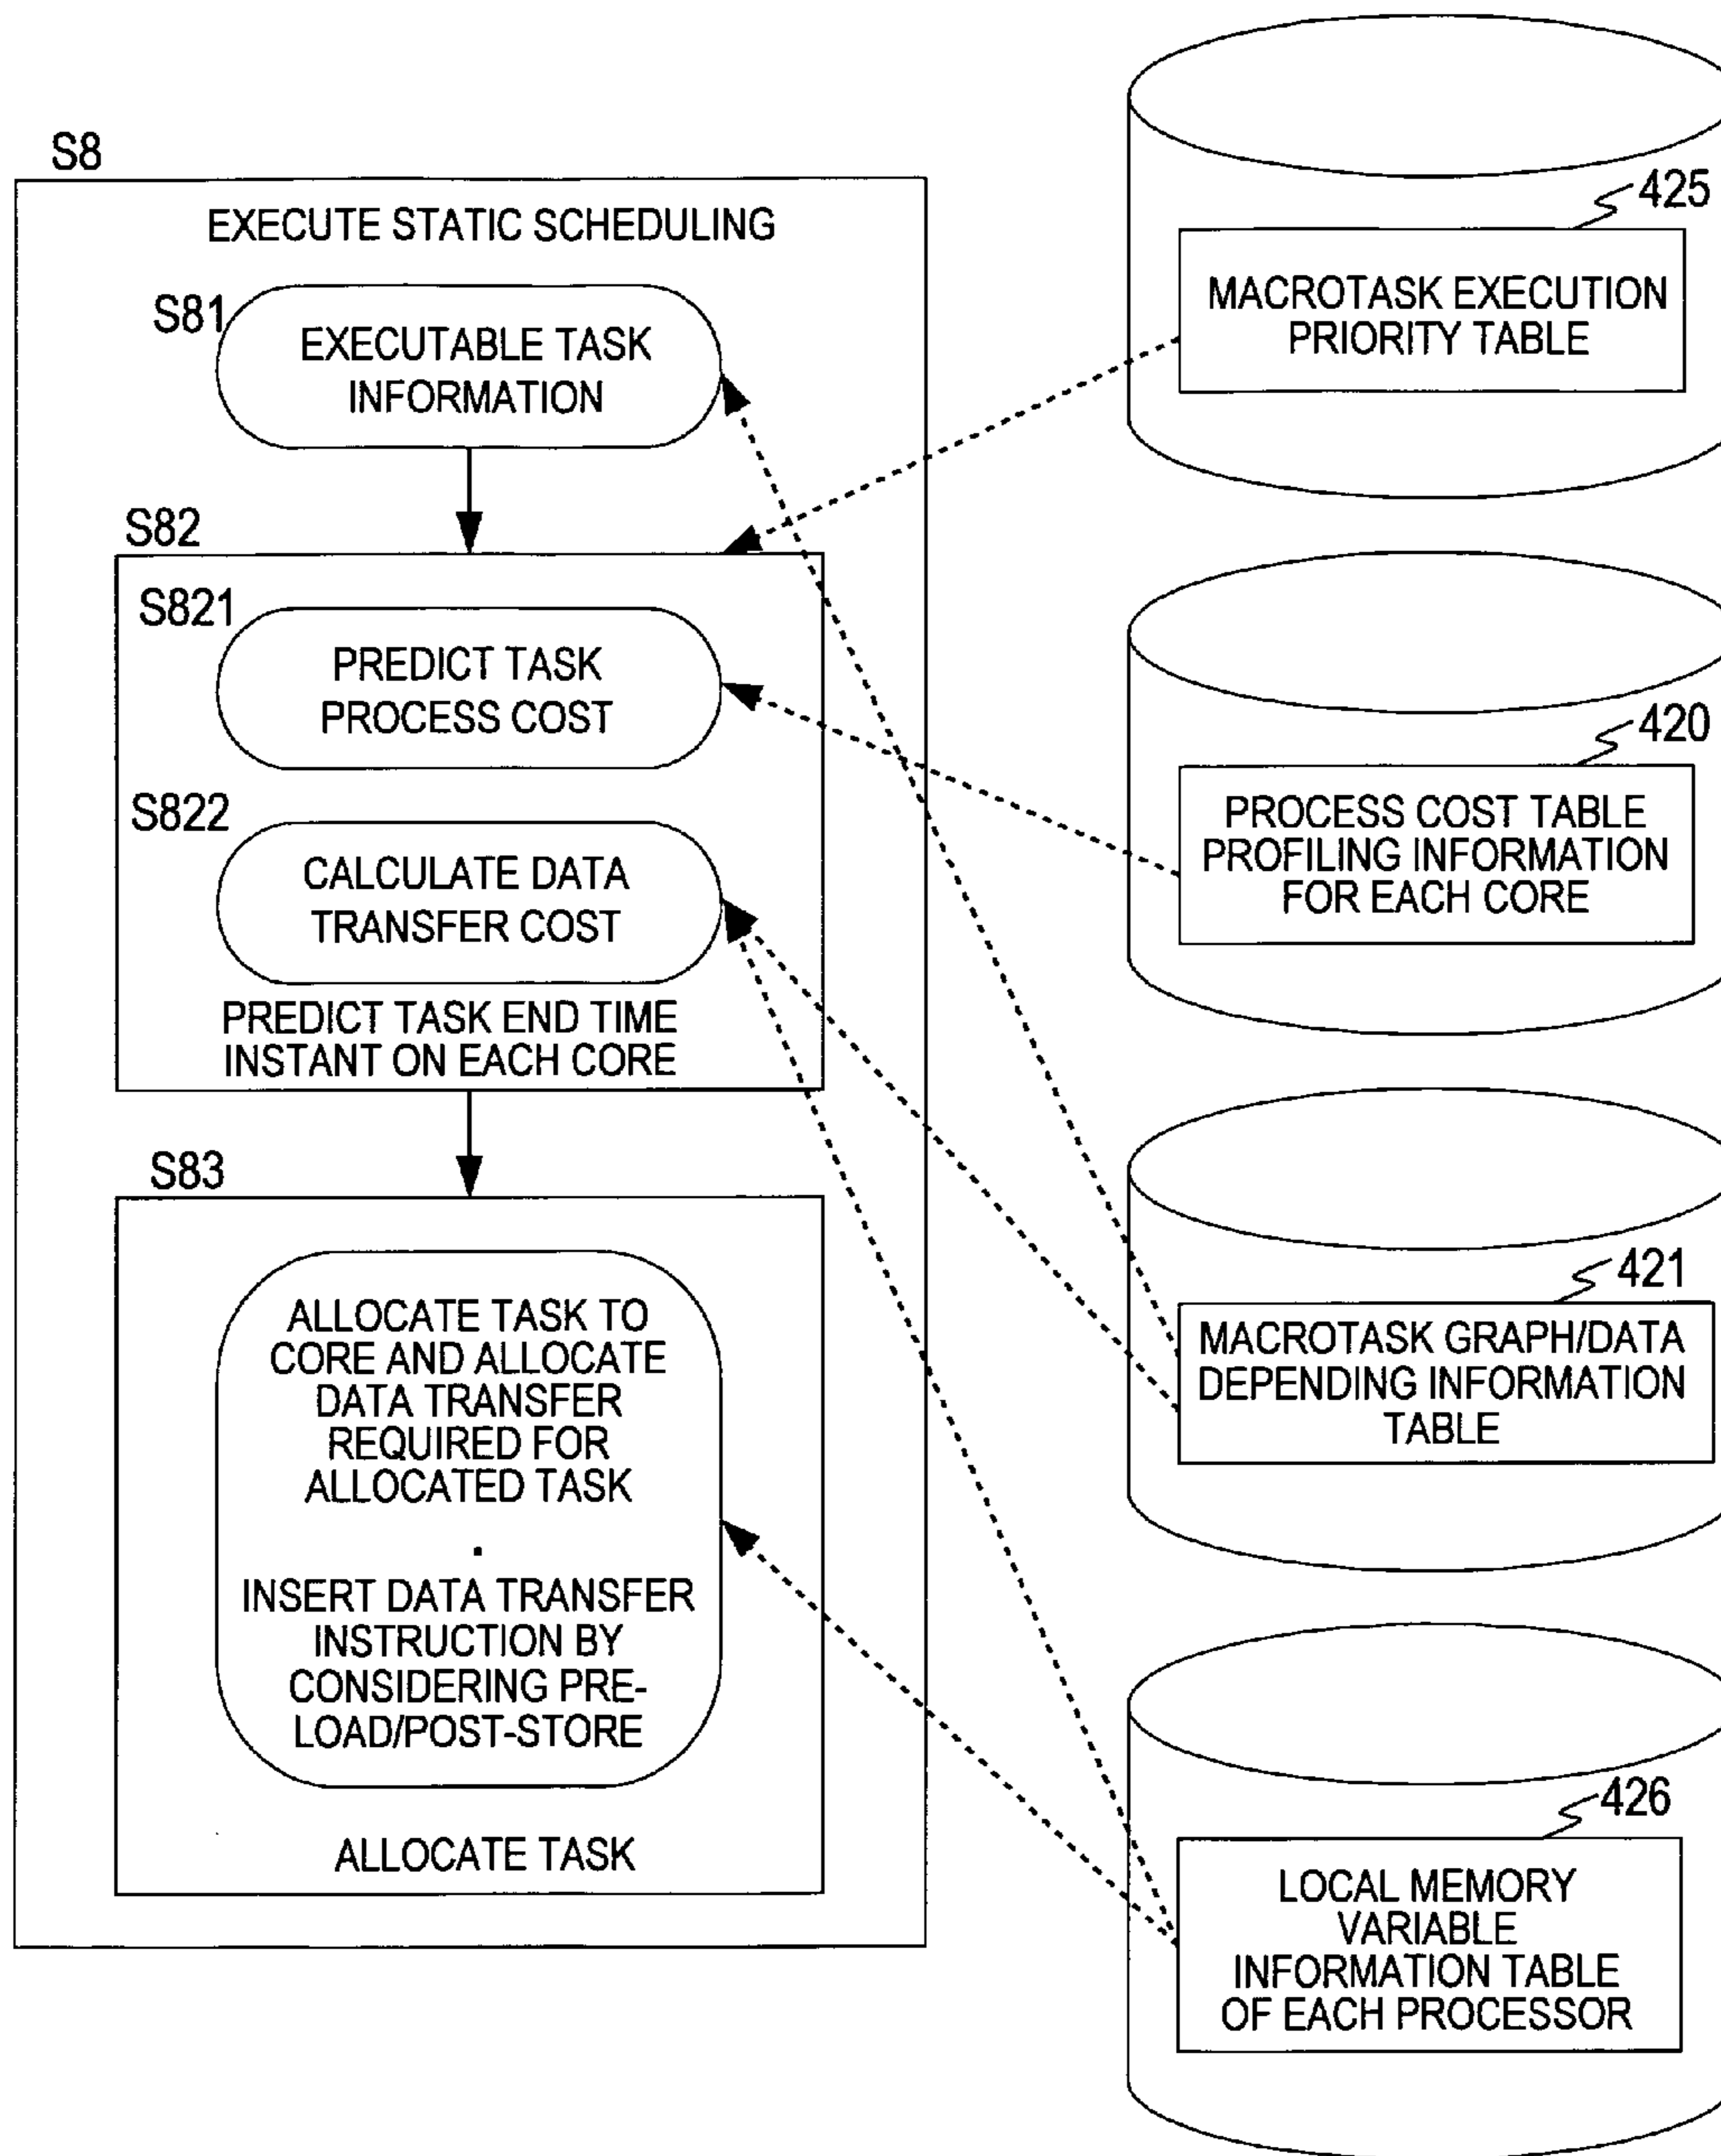 S8
EXECUTE STATIC SCHEDULING
S81
EXECUTABLE TASK
INFORMATION
S82
S821
PREDICT TASK
PROCESS COST
S822
CALCULATE DATA
TRANSFER COST
PREDICT TASK END TIME
INSTANT ON EACH CORE
S83
ALLOCATE TASK TO
CORE AND ALLOCATE
DATA TRANSFER
REQUIRED FOR
ALLOCATED TASK
.
INSERT DATA TRANSFER
INSTRUCTION BY
CONSIDERING PRE-
LOAD/POST-STORE
ALLOCATE TASK
425
MACROTASK EXECUTION
PRIORITY TABLE
420
PROCESS COST TABLE
PROFILING INFORMATION
FOR EACH CORE
421
MACROTASK GRAPH/DATA
DEPENDING INFORMATION
TABLE
426
LOCAL MEMORY
VARIABLE
INFORMATION TABLE
OF EACH PROCESSOR